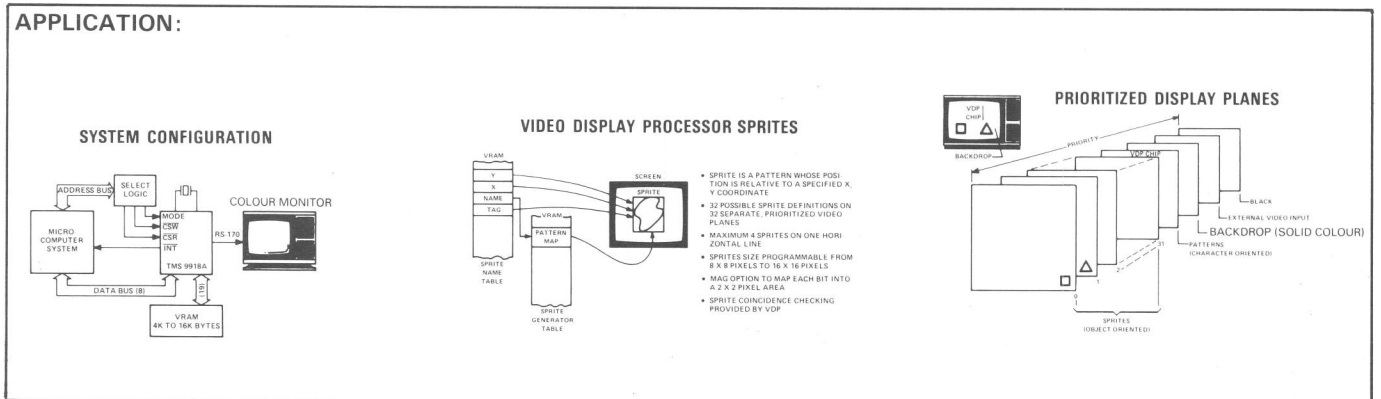 APPLICATION:
SYSTEM CONFIGURATION
ADDRESS BUS
SELECT
LOGIC
MICRO
COMPUTER
SYSTEM
MODE
CSW
CSR
INT
TMS 9918A
RS-170
COLOUR MONITOR
DATA BUS (8)
(19)
VRAM
4K TO 16K BYTES
VIDEO DISPLAY PROCESSOR SPRITES
VRAM
Y
X
NAME
TAG
SPRITE
NAME
TABLE
VRAM
PATTERN
MAP
SPRITE
GENERATOR
TABLE
SCREEN
SPRITE
• SPRITE IS A PATTERN WHOSE POSI-
TION IS RELATIVE TO A SPECIFIED X,
Y COORDINATE
• 32 POSSIBLE SPRITE DEFINITIONS ON
32 SEPARATE, PRIORITIZED VIDEO
PLANES
• MAXIMUM 4 SPRITES ON ONE HORI-
ZONTAL LINE
• SPRITES SIZE PROGRAMMABLE FROM
8 X 8 PIXELS TO 16 X 16 PIXELS
• MAG OPTION TO MAP EACH BIT INTO
A 2 X 2 PIXEL AREA
• SPRITE COINCIDENCE CHECKING
PROVIDED BY VDP
PRIORITIZED DISPLAY PLANES
VDP
CHIP
BACKDROP
PRIORITY
VDP CHIP
BLACK
EXTERNAL VIDEO INPUT
BACKDROP (SOLID COLOUR)
PATTERNS
(CHARACTER ORIENTED)
31
2
1
0
SPRITES
(OBJECT ORIENTED)